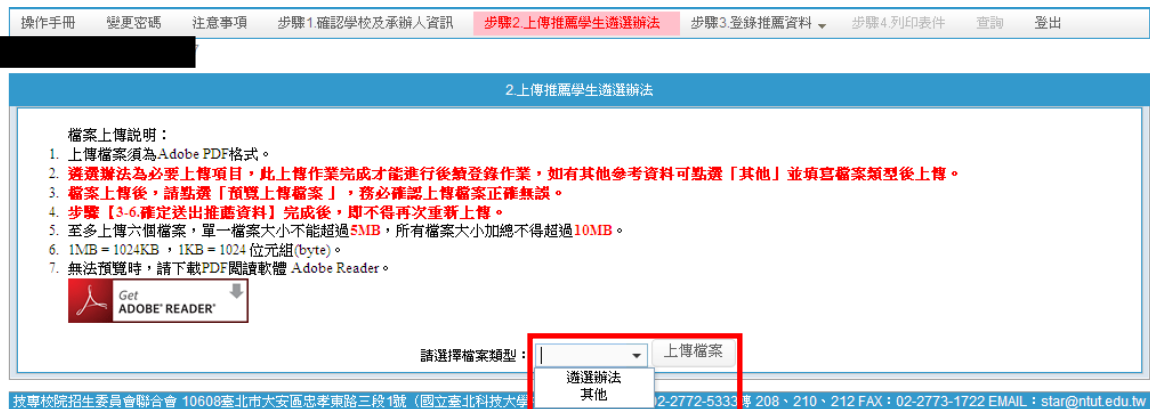 操作手冊 變更密碼 注意事項 步驟1.確認學校及承辦人資訊 步驟2.上傳推薦學生遴選辦法 步驟3.登錄推薦資料 步驟4.列印表件 查詢 登出
2.上傳推薦學生遴選辦法
檔案上傳說明：
1. 上傳檔案須為Adobe PDF格式。
2. 遴選辦法為必要上傳項目，此上傳作業完成才能進行後續登錄作業，如有其他參考資料可點選「其他」並填寫檔案類型後上傳。
3. 檔案上傳後，請點選「預覽上傳檔案」，務必確認上傳檔案正確無誤。
4. 步驟【3-6.確定送出推薦資料】完成後，即不得再次重新上傳。
5. 至多上傳六個檔案，單一檔案大小不能超過5MB，所有檔案大小加總不得超過10MB。
6. 1MB = 1024KB ，1KB = 1024 位元組(byte)。
7. 無法預覽時，請下載PDF閱讀軟體 Adobe Reader。
Get
ADOBE® READER®
請選擇檔案類型： 上傳檔案
遴選辦法
其他
技專校院招生委員會聯合會 10608臺北市大安區忠孝東路三段1號（國立臺北科技大學 02-2772-5333轉 208、210、212 FAX：02-2773-1722 EMAIL：star@ntut.edu.tw